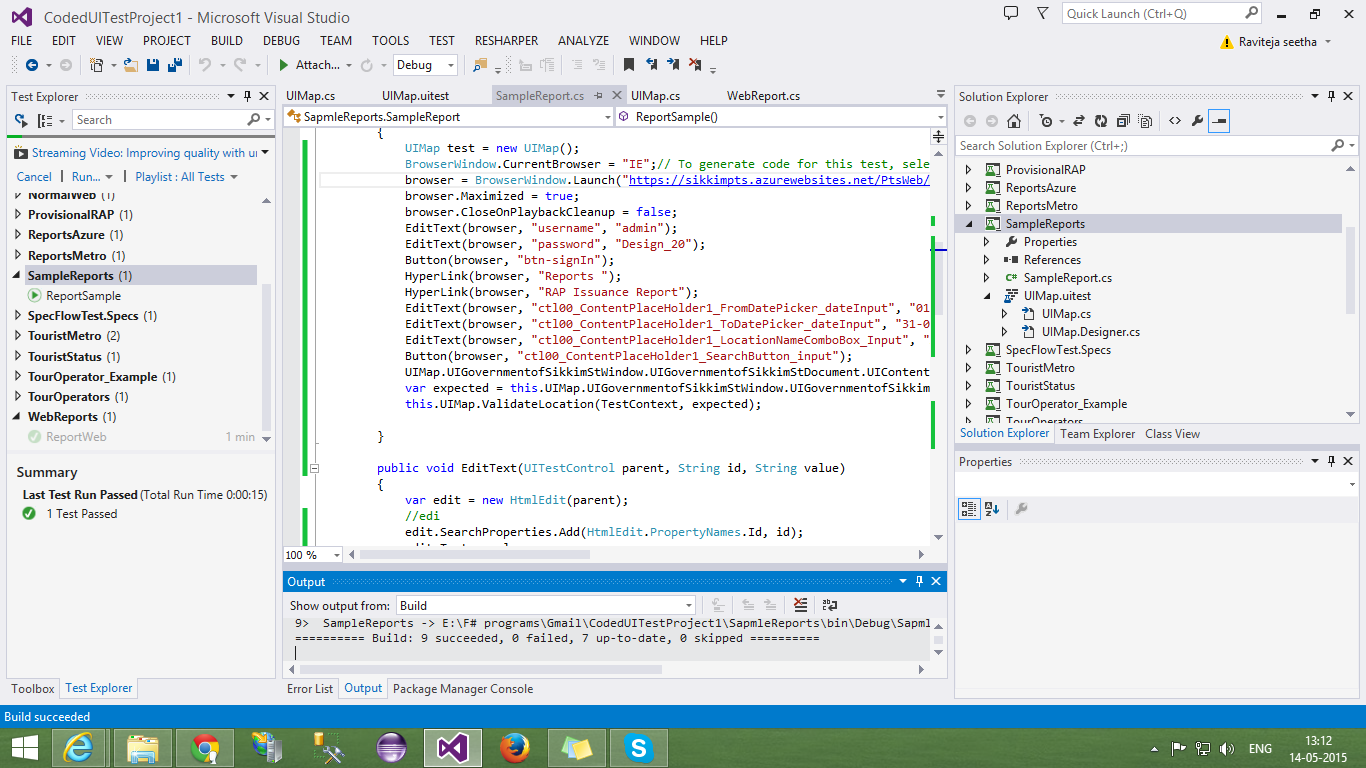 CodedUITestProject1 - Microsoft Visual Studio
Quick Launch (Ctrl+Q)
FILE EDIT VIEW PROJECT BUILD DEBUG TEAM TOOLS TEST RESHARPER ANALYZE WINDOW HELP
Raviteja seetha
Attach...
Debug
Test Explorer
Search
Streaming Video: Improving quality with
Cancel | Run... | Playlist : All Tests
NormalWeb (1)
ProvisionalRAP (1)
ReportsAzure (1)
ReportsMetro (1)
SampleReports (1)
ReportSample
SpecFlowTest.Specs (1)
TouristMetro (2)
TouristStatus (1)
TourOperator_Example (1)
TourOperators (1)
WebReports (1)
ReportWeb 1 min
Summary
Last Test Run Passed (Total Run Time 0:00:15)
1 Test Passed
Toolbox Test Explorer
UIMap.cs UIMap.uitest SampleReport.cs UIMap.cs WebReport.cs
SapmleReports.SampleReport ReportSample()
{
UIMap test = new UIMap();
BrowserWindow.CurrentBrowser = "IE";// To generate code for this test, sele
browser = BrowserWindow.Launch("https://sikkimpts.azurewebsites.net/PtsWeb/
browser.Maximized = true;
browser.CloseOnPlaybackCleanup = false;
EditText(browser, "username", "admin");
EditText(browser, "password", "Design_20");
Button(browser, "btn-signIn");
HyperLink(browser, "Reports ");
HyperLink(browser, "RAP Issuance Report");
EditText(browser, "ctl00_ContentPlaceHolder1_FromDatePicker_dateInput", "01
EditText(browser, "ctl00_ContentPlaceHolder1_ToDatePicker_dateInput", "31-0
EditText(browser, "ctl00_ContentPlaceHolder1_LocationNameComboBox_Input", "
Button(browser, "ctl00_ContentPlaceHolder1_SearchButton_input");
UIMap.UIGovernmentofSikkimStWindow.UIGovernmentofSikkimStDocument.UIContent
var expected = this.UIMap.UIGovernmentofSikkimStWindow.UIGovernmentofSikkim
this.UIMap.ValidateLocation(TestContext, expected);
}
public void EditText(UITestControl parent, String id, String value)
{
var edit = new HtmlEdit(parent);
//edi
edit.SearchProperties.Add(HtmlEdit.PropertyNames.Id, id);
100 %
Output
Show output from: Build
9> SampleReports -> E:\F# programs\Gmail\CodedUITestProject1\SapmleReports\bin\Debug\Sapml
========== Build: 9 succeeded, 0 failed, 7 up-to-date, 0 skipped ==========
Error List Output Package Manager Console
Solution Explorer
Search Solution Explorer (Ctrl+;)
ProvisionalRAP
ReportsAzure
ReportsMetro
SampleReports
Properties
References
C# SampleReport.cs
UIMap.uitest
UIMap.cs
UIMap.Designer.cs
SpecFlowTest.Specs
TouristMetro
TouristStatus
TourOperator_Example
TourOperators
Solution Explorer Team Explorer Class View
Properties
Build succeeded
ENG
13:12
14-05-2015